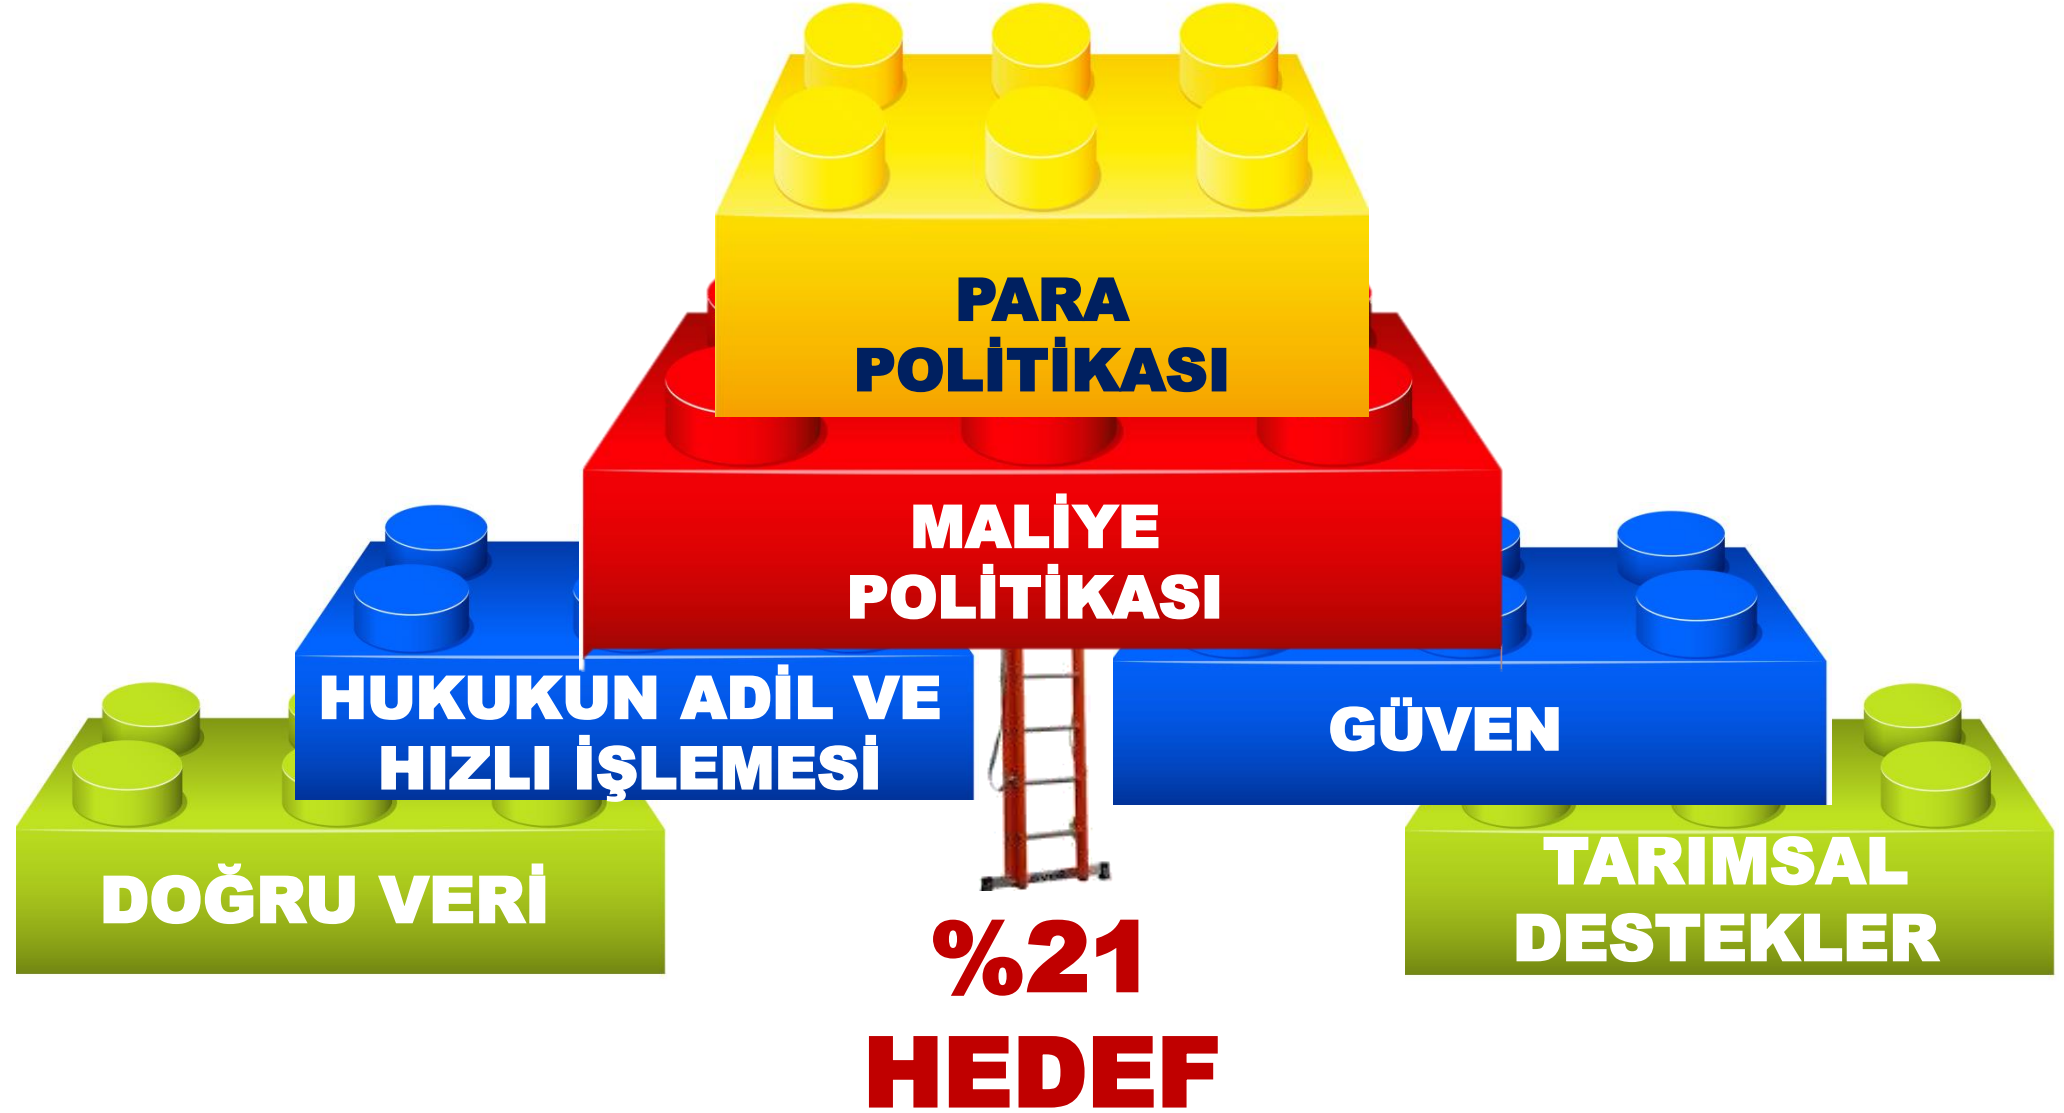 PARA
POLİTİKASI
MALİYE
POLİTİKASI
HUKUKUN ADİL VE
HIZLI İŞLEMESİ
GÜVEN
DOĞRU VERİ
TARIMSAL
DESTEKLER
%21
HEDEF